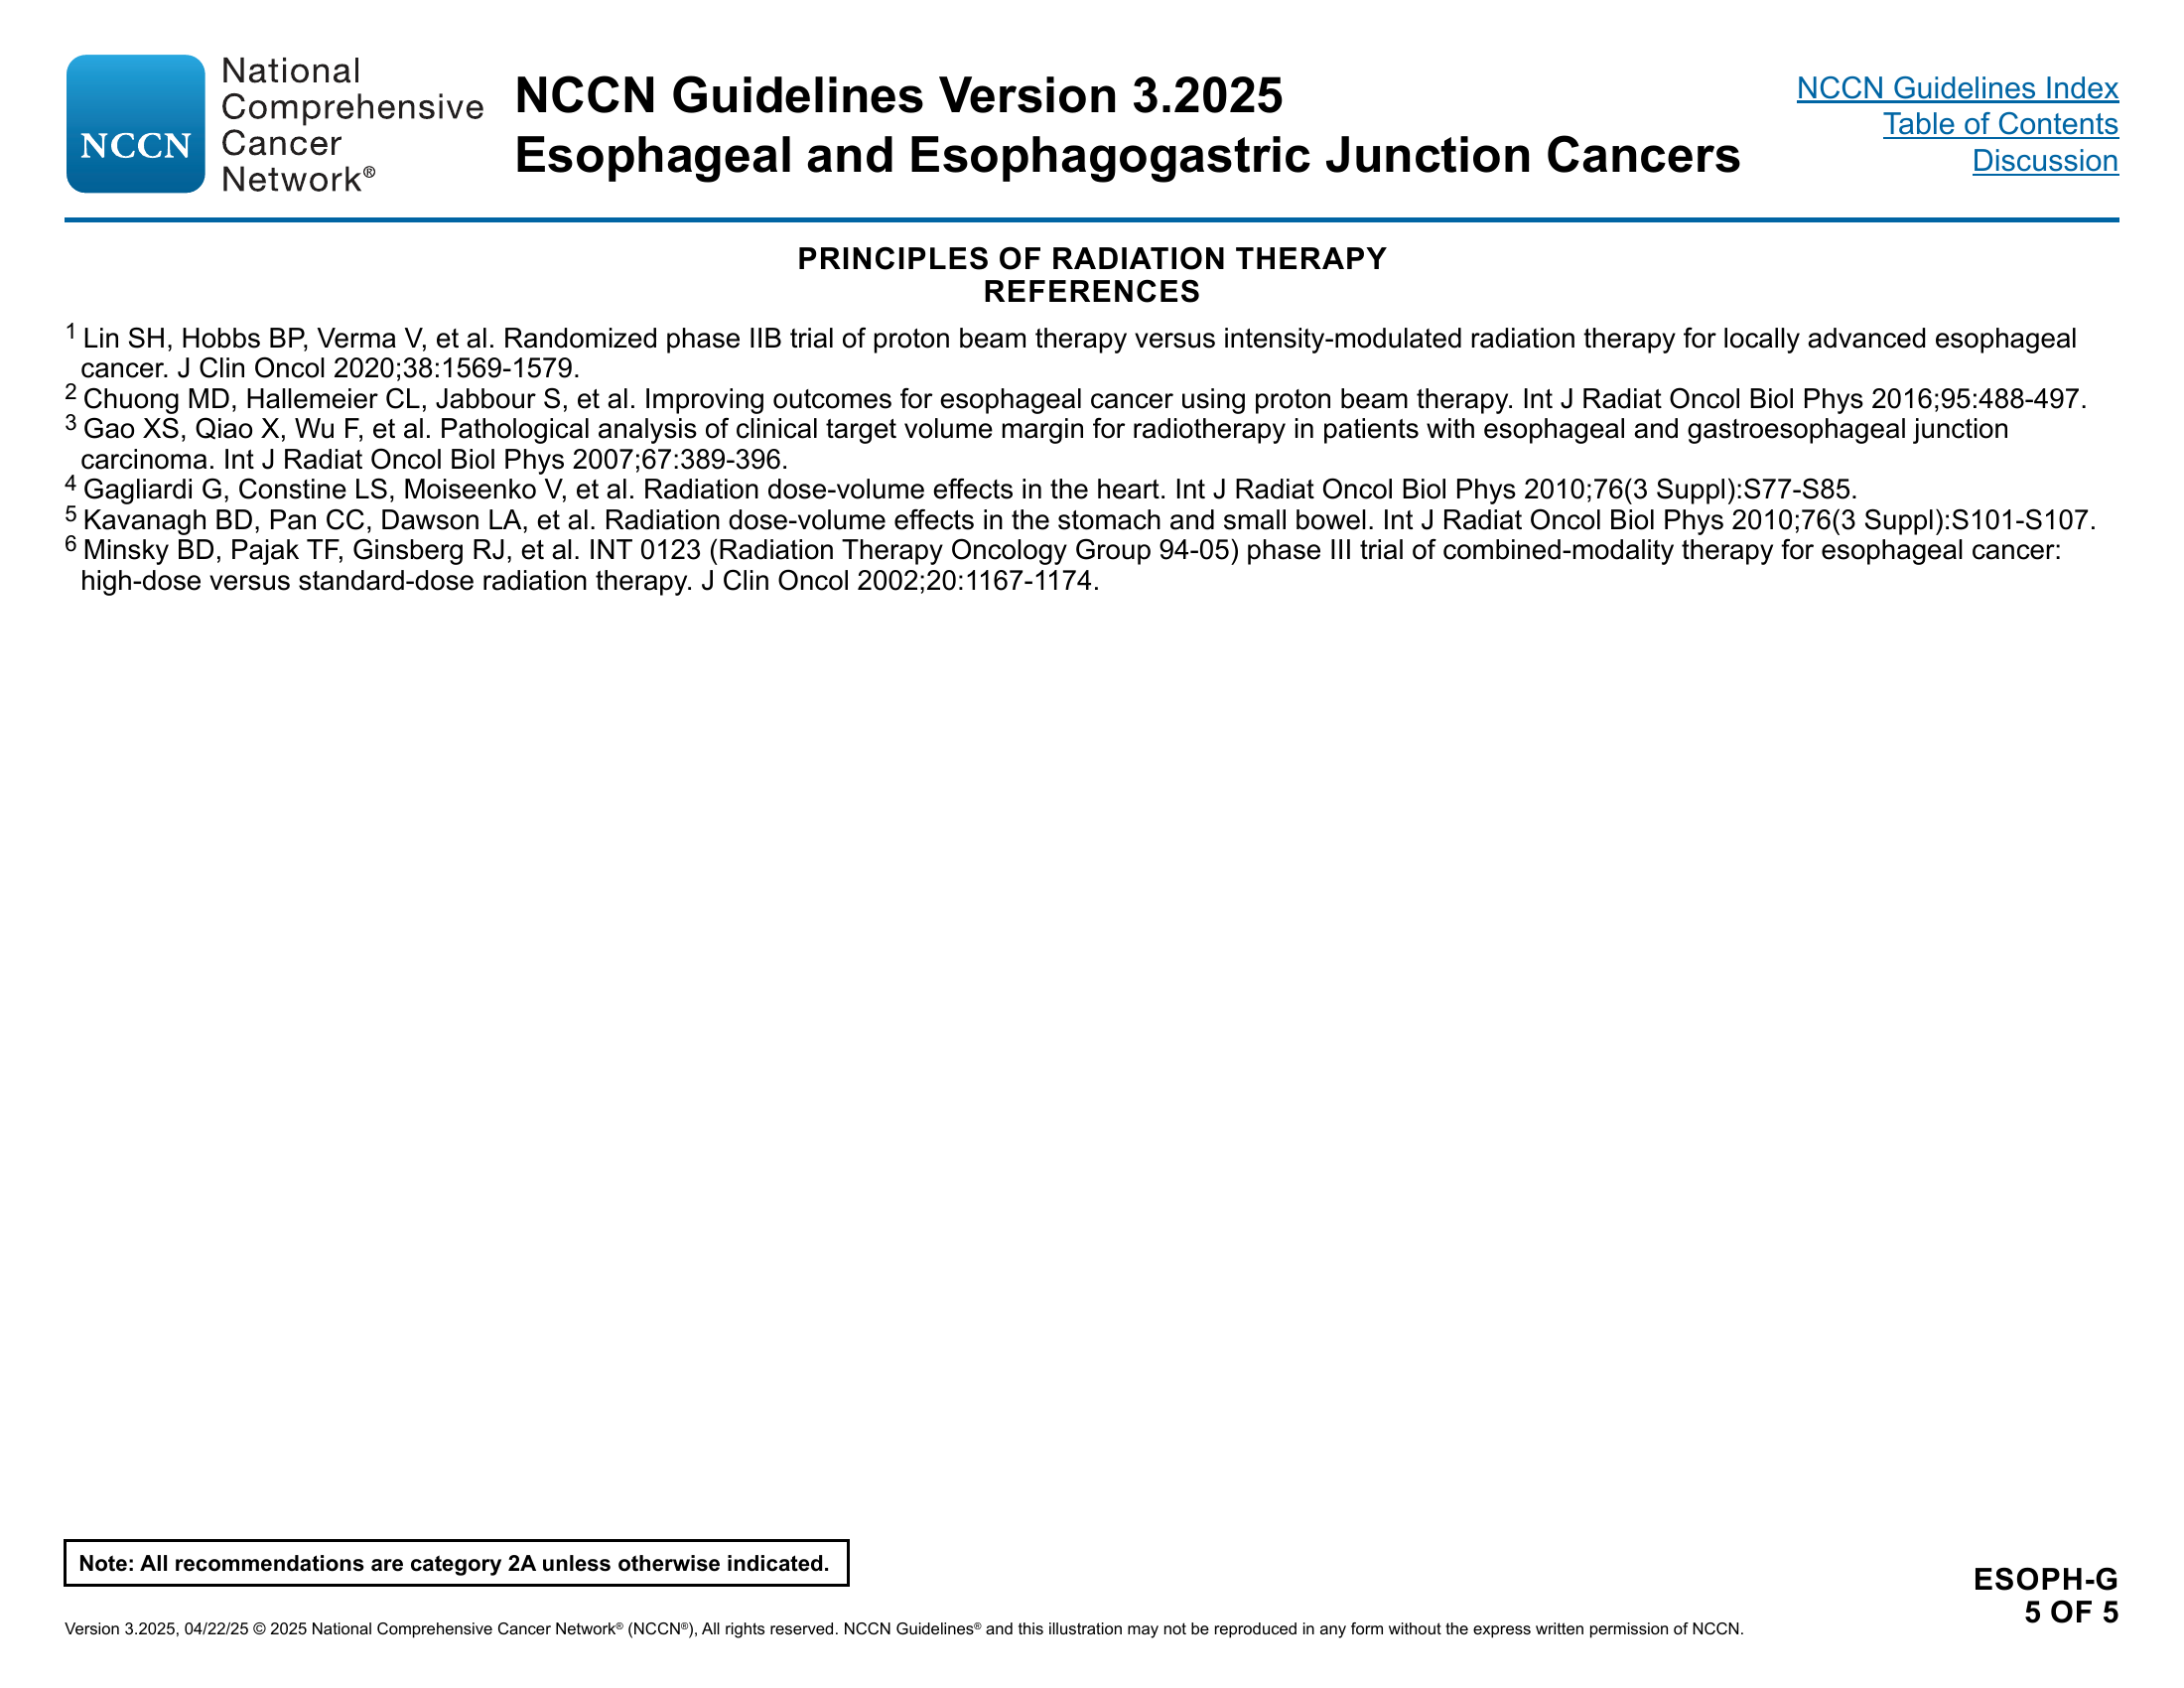 National
Comprehensive
Cancer
Network®
NCCN
NCCN Guidelines Version 3.2025
Esophageal and Esophagogastric Junction Cancers
NCCN Guidelines Index
Table of Contents
Discussion
PRINCIPLES OF RADIATION THERAPY
REFERENCES
1 Lin SH, Hobbs BP, Verma V, et al. Randomized phase IIB trial of proton beam therapy versus intensity-modulated radiation therapy for locally advanced esophageal
cancer. J Clin Oncol 2020;38:1569-1579.
2 Chuong MD, Hallemeier CL, Jabbour S, et al. Improving outcomes for esophageal cancer using proton beam therapy. Int J Radiat Oncol Biol Phys 2016;95:488-497.
3 Gao XS, Qiao X, Wu F, et al. Pathological analysis of clinical target volume margin for radiotherapy in patients with esophageal and gastroesophageal junction
carcinoma. Int J Radiat Oncol Biol Phys 2007;67:389-396.
4 Gagliardi G, Constine LS, Moiseenko V, et al. Radiation dose-volume effects in the heart. Int J Radiat Oncol Biol Phys 2010;76(3 Suppl):S77-S85.
5 Kavanagh BD, Pan CC, Dawson LA, et al. Radiation dose-volume effects in the stomach and small bowel. Int J Radiat Oncol Biol Phys 2010;76(3 Suppl):S101-S107.
6 Minsky BD, Pajak TF, Ginsberg RJ, et al. INT 0123 (Radiation Therapy Oncology Group 94-05) phase III trial of combined-modality therapy for esophageal cancer:
high-dose versus standard-dose radiation therapy. J Clin Oncol 2002;20:1167-1174.
Note: All recommendations are category 2A unless otherwise indicated.
ESOPH-G
5 OF 5
Version 3.2025, 04/22/25 © 2025 National Comprehensive Cancer Network® (NCCN®), All rights reserved. NCCN Guidelines® and this illustration may not be reproduced in any form without the express written permission of NCCN.